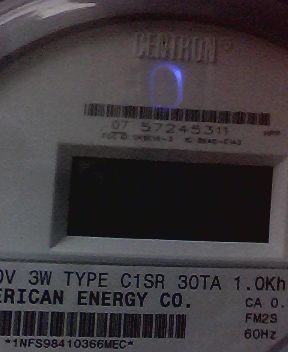 CENTRON
07 57245311
0V 3W TYPE C1SR 30TA 1.0Kh
ERICAN ENERGY CO.
CA 0.
FM2S
60Hz
*1NFS98410366MEC*